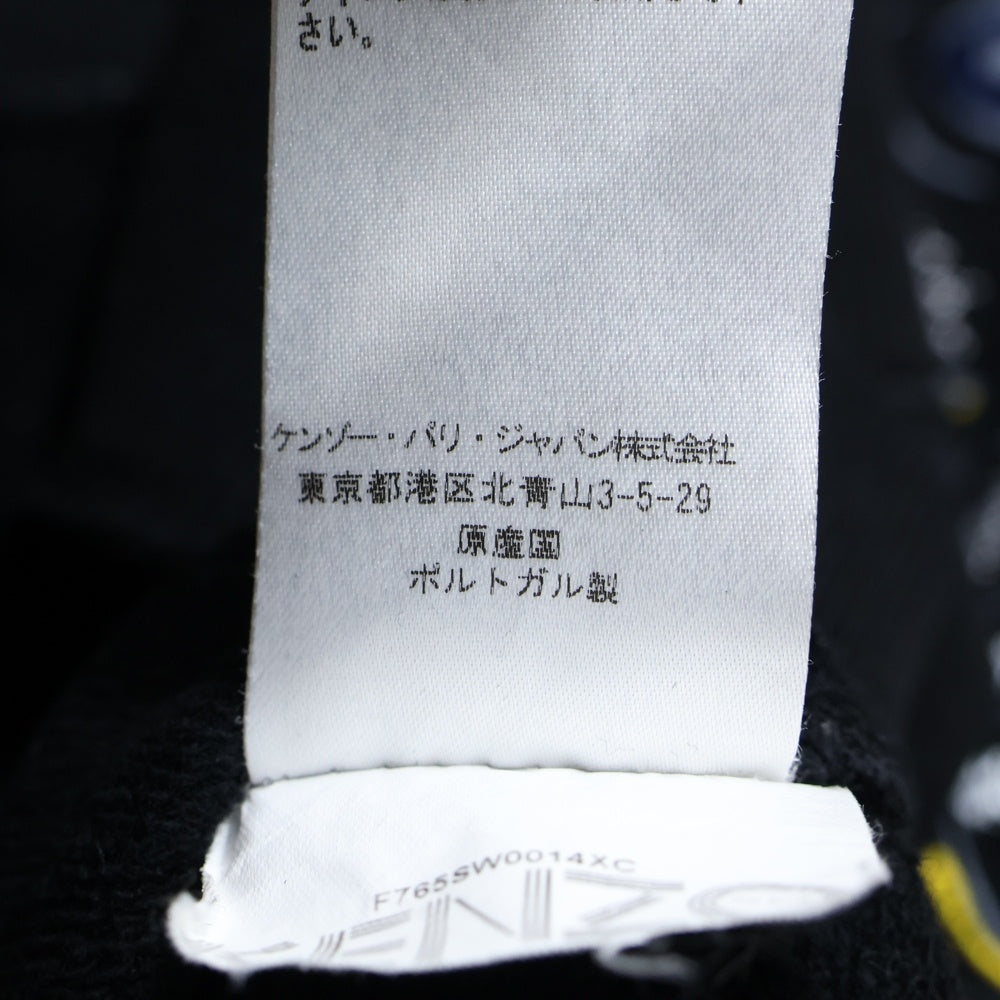 さい。
ケンゾー・パリ・ジャパン株式会社
東京都港区北青山3-5-29
原産国
ポルトガル製
F765SW0014XC